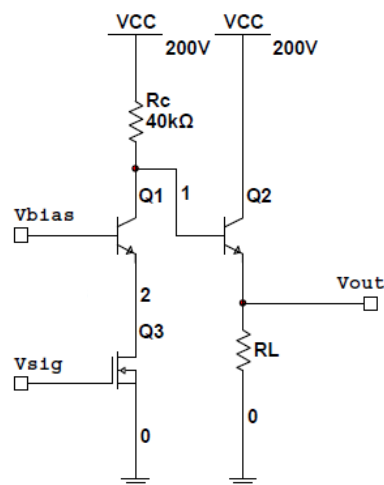 VCC VCC
200V 200V
Rc
40kΩ
Q1 1 Q2
Vbias
2
Vout
Q3
RL
Vsig
0 0